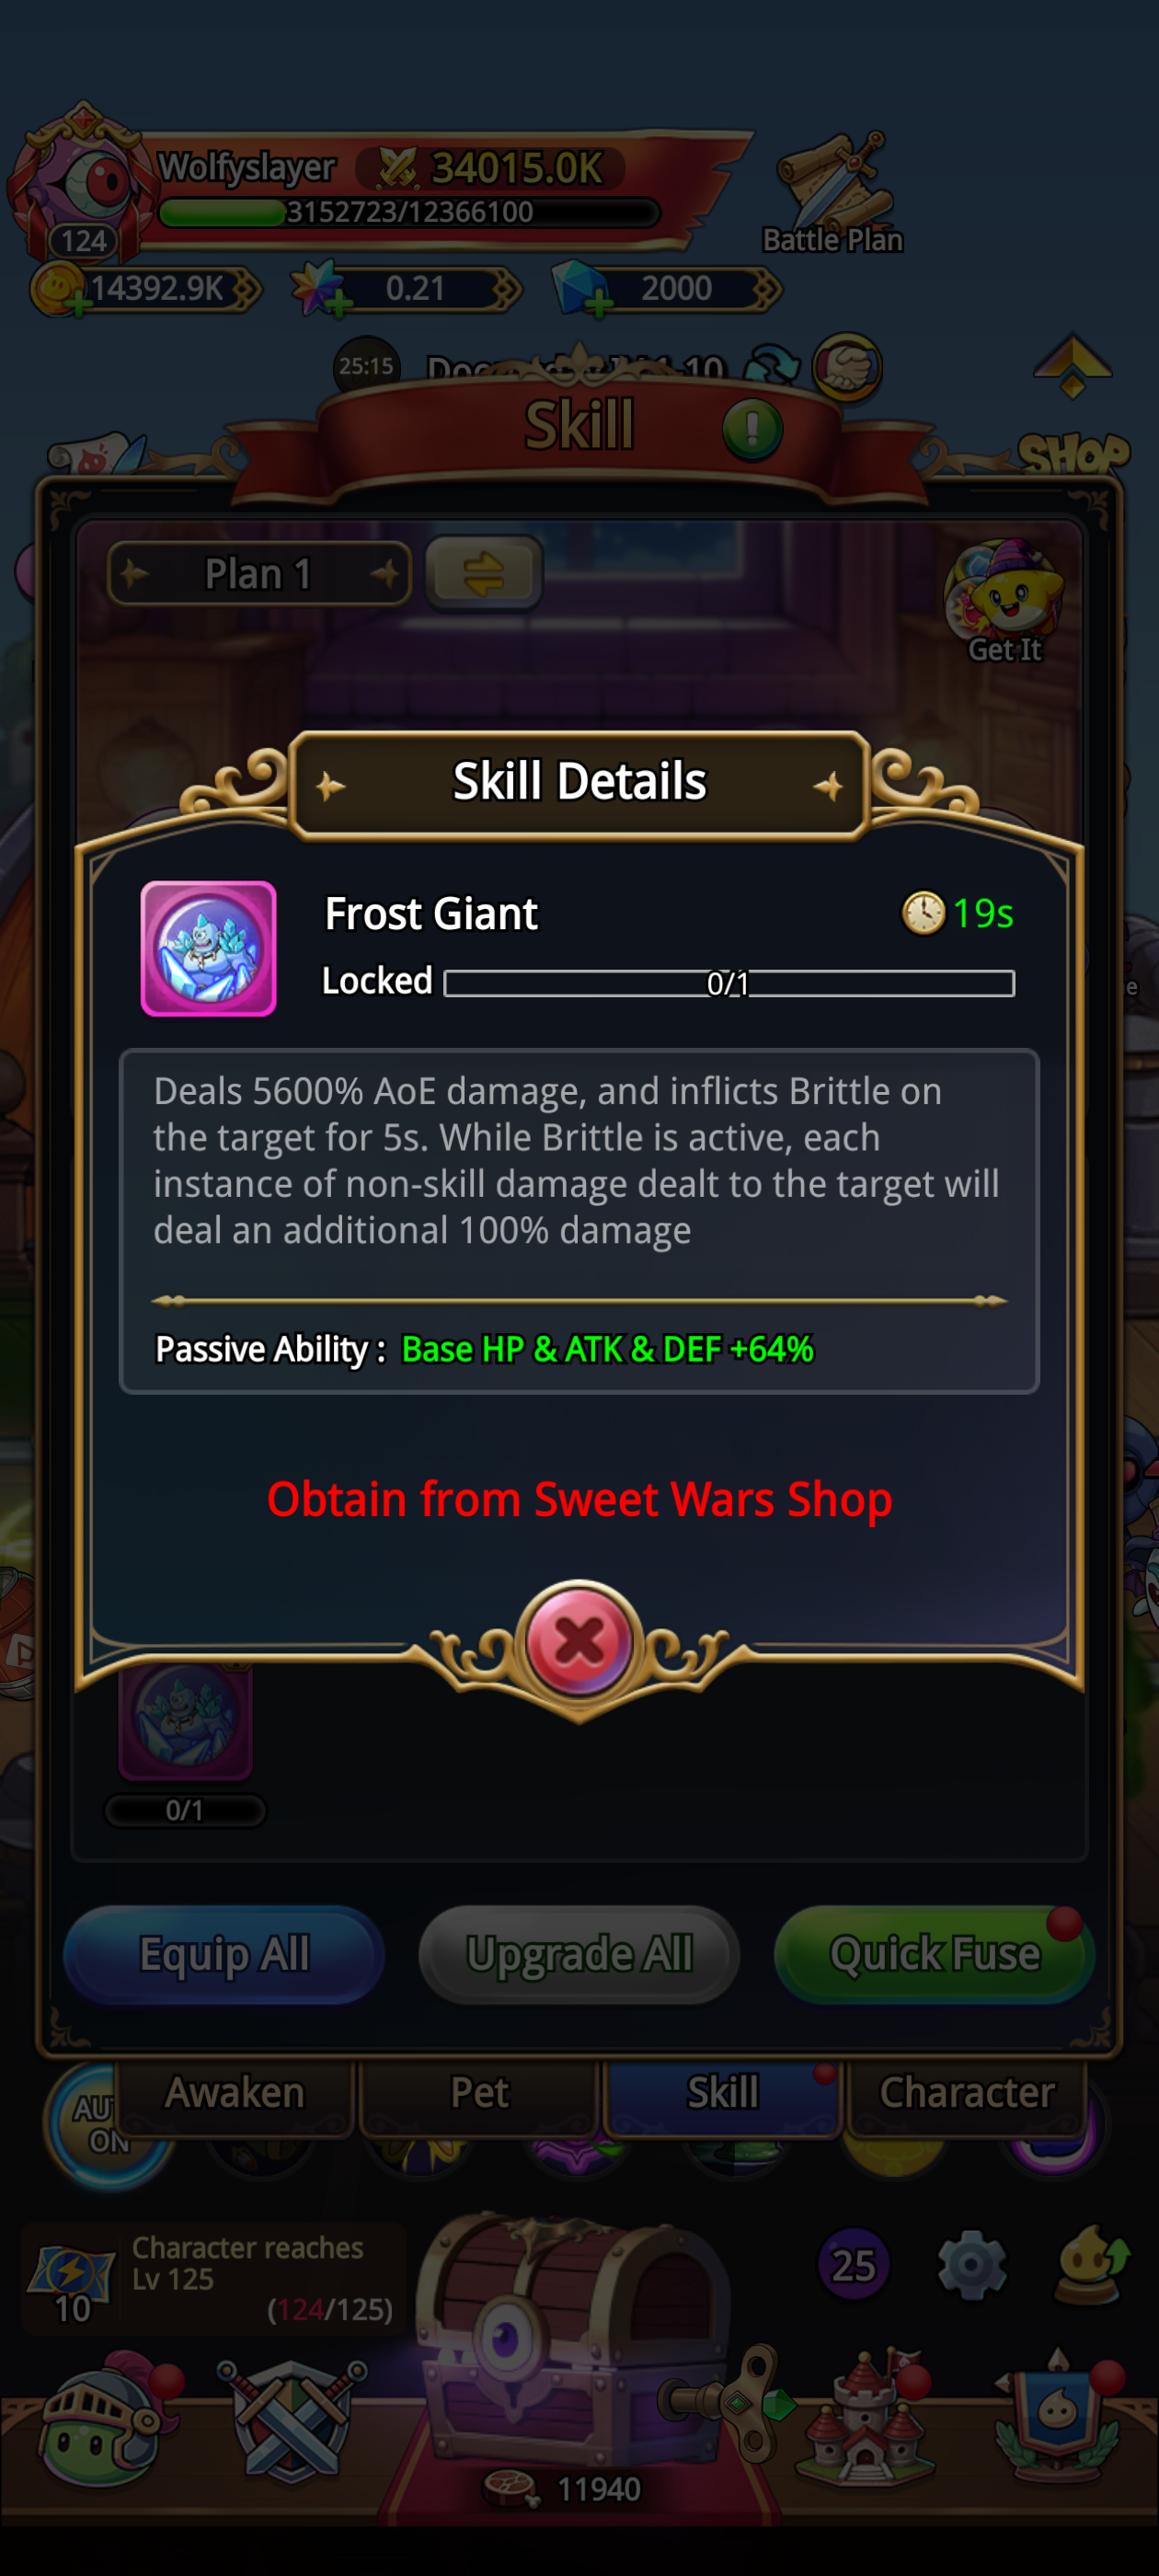 Wolfyslayer
34015.0K
3152723/12366100
124
Battle Plan
14392.9K
0.21
2000
25:15
-10
Skill
SHOP
Plan 1
Get It
Skill Details
Frost Giant
19s
Locked
0/1
Deals 5600% AoE damage, and inflicts Brittle on
the target for 5s. While Brittle is active, each
instance of non-skill damage dealt to the target will
deal an additional 100% damage
Passive Ability : Base HP & ATK & DEF +64%
Obtain from Sweet Wars Shop
0/1
Equip All
Upgrade All
Quick Fuse
Awaken
Pet
Skill
Character
ON
Character reaches
Lv 125
10
(124/125)
25
11940